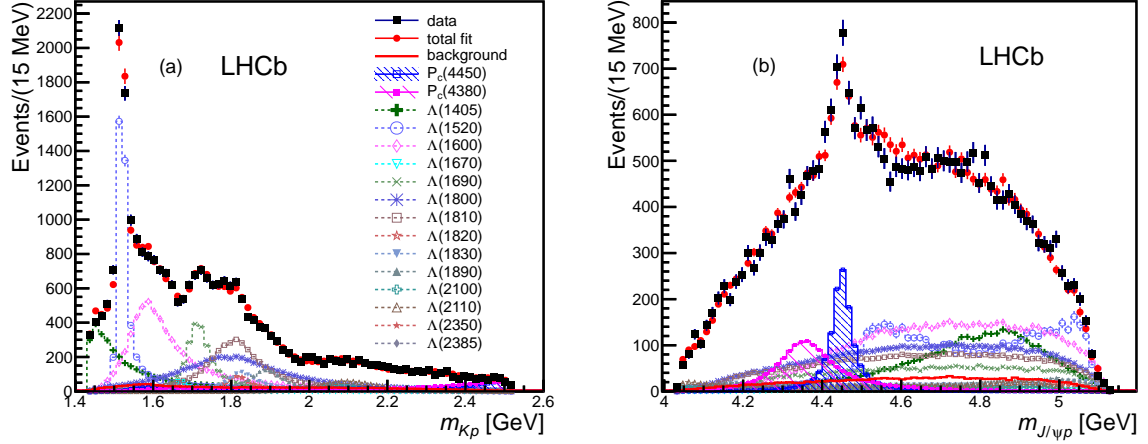 Events/(15 MeV)
2200
2000
1800
1600
1400
1200
1000
800
600
400
200
0
1.4
1.6
1.8
2
2.2
2.4
2.6
m_{Kp} [GeV]
(a)
LHCb
data
total fit
background
P_c(4450)
P_c(4380)
Λ(1405)
Λ(1520)
Λ(1600)
Λ(1670)
Λ(1690)
Λ(1800)
Λ(1810)
Λ(1820)
Λ(1830)
Λ(1890)
Λ(2100)
Λ(2110)
Λ(2350)
Λ(2385)
Events/(15 MeV)
800
700
600
500
400
300
200
100
0
4
4.2
4.4
4.6
4.8
5
m_{J/ψp} [GeV]
(b)
LHCb